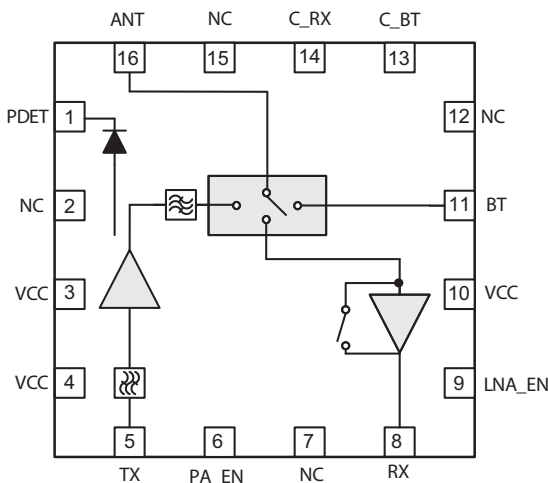 ANT NC C_RX C_BT
16 15 14 13
PDET 1 12 NC
NC 2 11 BT
VCC 3 10 VCC
VCC 4 9 LNA_EN
5 6 7 8
TX PA_EN NC RX